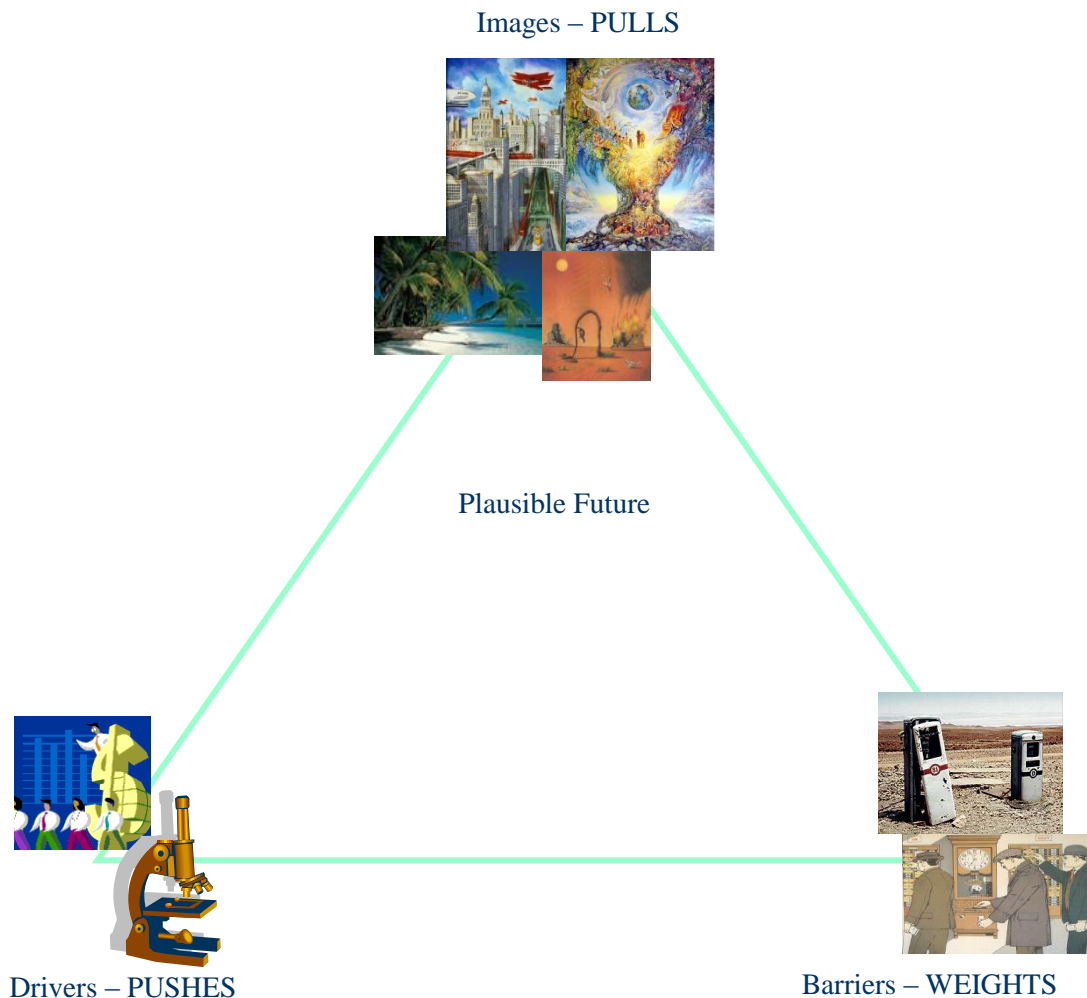 Images – PULLS
Plausible Future
Drivers – PUSHES
Barriers – WEIGHTS